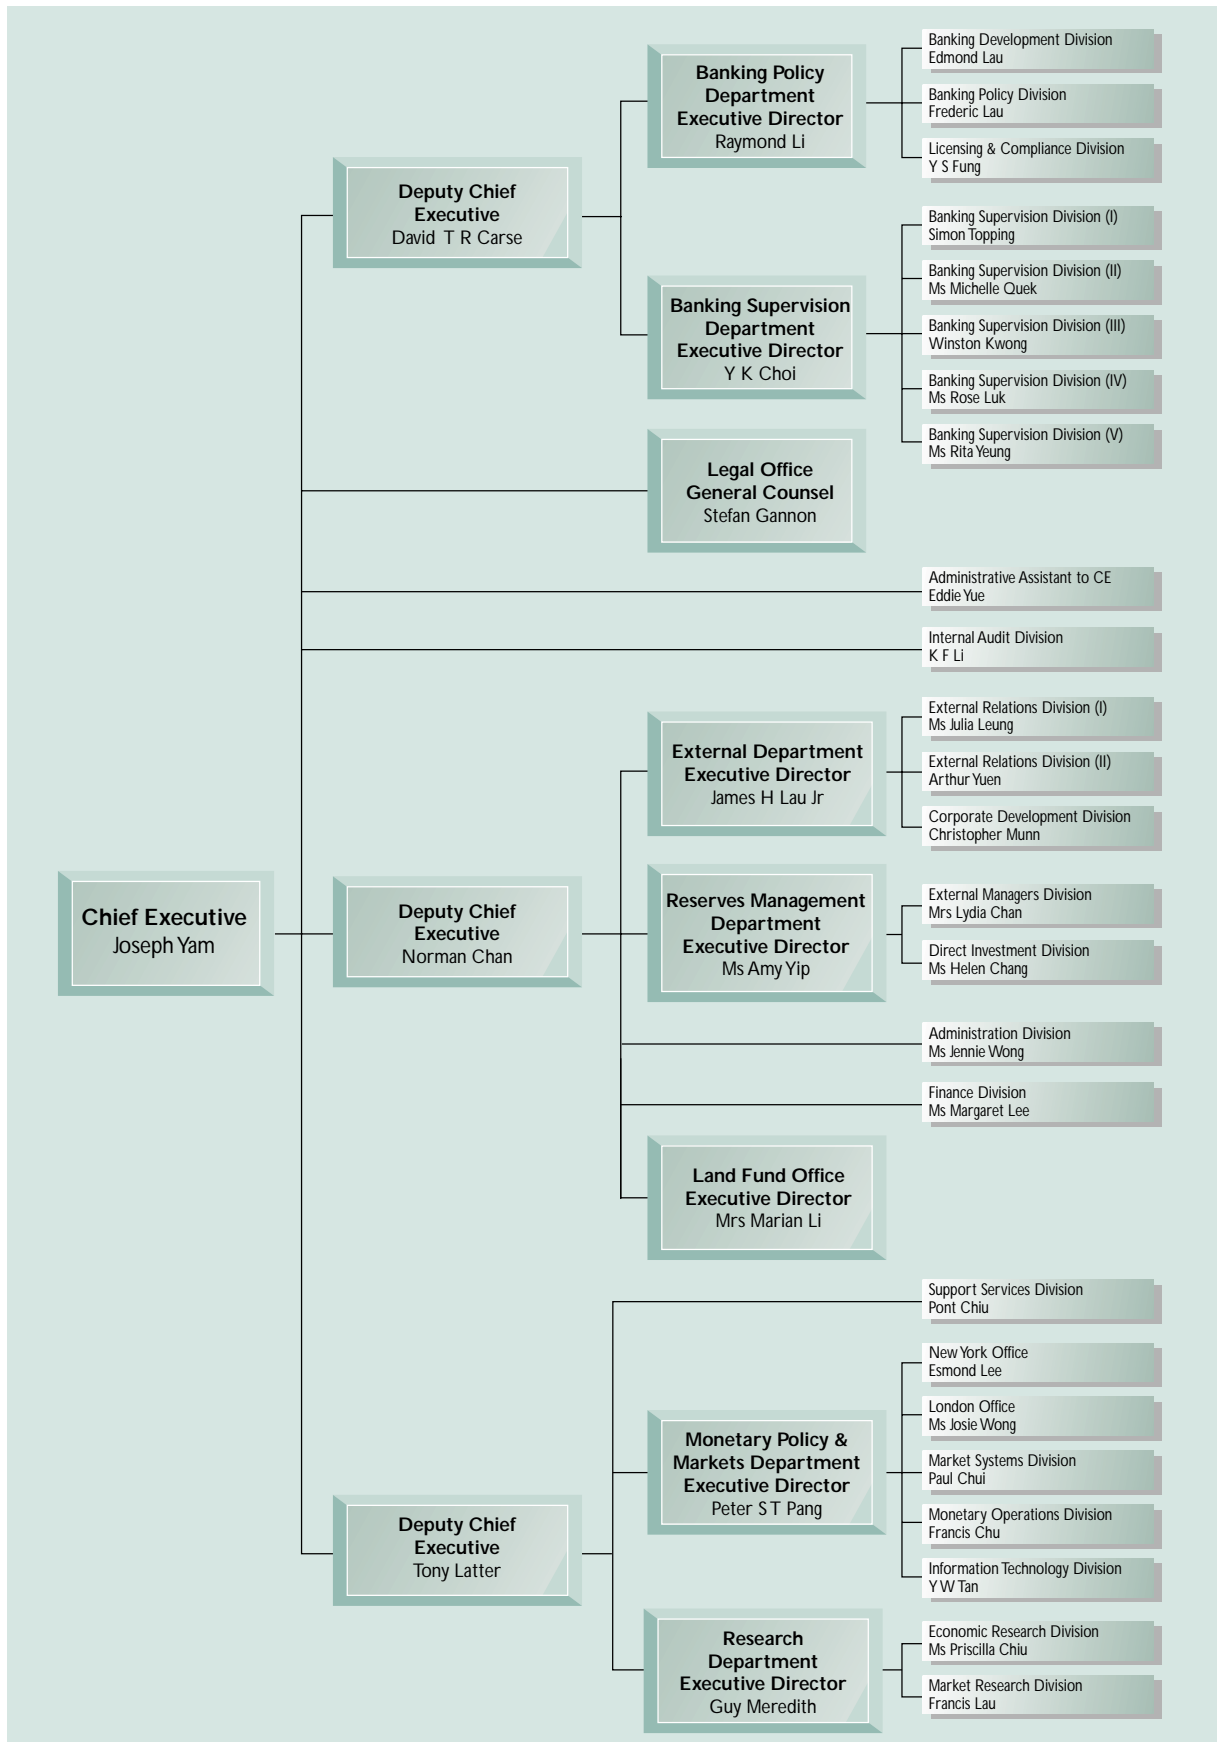 Banking Development Division
Edmond Lau
Banking Policy
Department
Executive Director
Raymond Li
Banking Policy Division
Frederic Lau
Licensing & Compliance Division
Y S Fung
Deputy Chief
Executive
David T R Carse
Banking Supervision Division (I)
Simon Topping
Banking Supervision Division (II)
Ms Michelle Quek
Banking Supervision
Department
Executive Director
Y K Choi
Banking Supervision Division (III)
Winston Kwong
Banking Supervision Division (IV)
Ms Rose Luk
Banking Supervision Division (V)
Ms Rita Yeung
Legal Office
General Counsel
Stefan Gannon
Administrative Assistant to CE
Eddie Yue
Internal Audit Division
K F Li
External Relations Division (I)
Ms Julia Leung
External Department
Executive Director
James H Lau Jr
External Relations Division (II)
Arthur Yuen
Corporate Development Division
Christopher Munn
Chief Executive
Joseph Yam
Deputy Chief
Executive
Norman Chan
Reserves Management
Department
Executive Director
Ms Amy Yip
External Managers Division
Mrs Lydia Chan
Direct Investment Division
Ms Helen Chang
Administration Division
Ms Jennie Wong
Finance Division
Ms Margaret Lee
Land Fund Office
Executive Director
Mrs Marian Li
Support Services Division
Pont Chiu
New York Office
Esmond Lee
London Office
Ms Josie Wong
Monetary Policy &
Markets Department
Executive Director
Peter S T Pang
Market Systems Division
Paul Chui
Monetary Operations Division
Francis Chu
Deputy Chief
Executive
Tony Latter
Information Technology Division
Y W Tan
Research
Department
Executive Director
Guy Meredith
Economic Research Division
Ms Priscilla Chiu
Market Research Division
Francis Lau